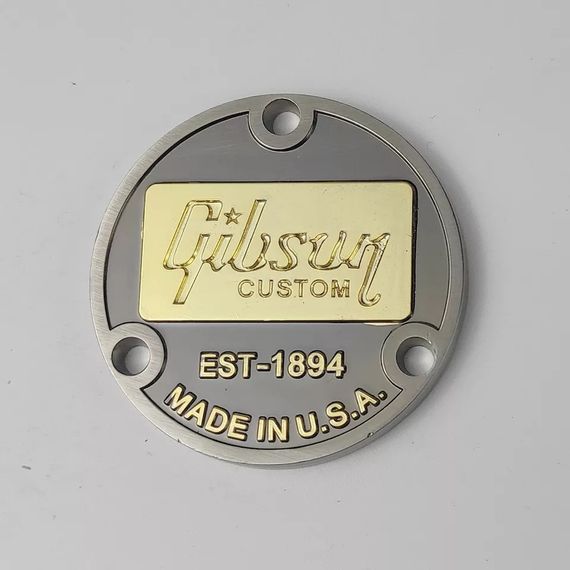 Gibson
CUSTOM
EST-1894
MADE IN U.S.A.